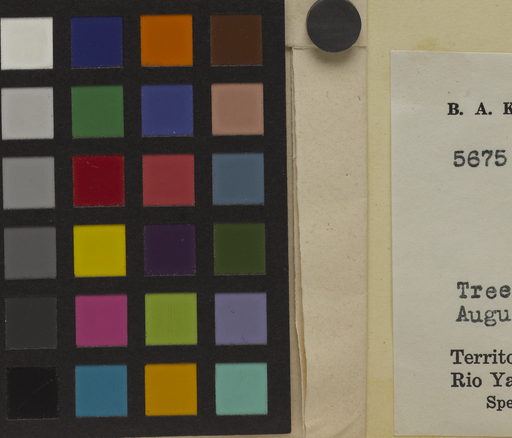 B. A. K
5675
Tree
Augu
Territo
Rio Ya
Spe